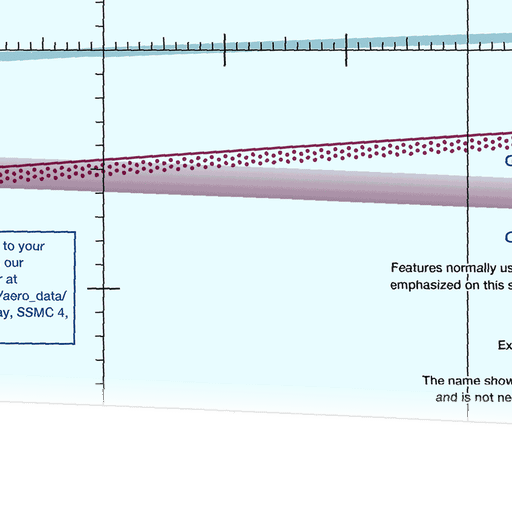 to your
our
r at
/aero_data/
ay, SSMC 4,
C
C
Features normally us
emphasized on this s
Ex
The name show
and is not ne